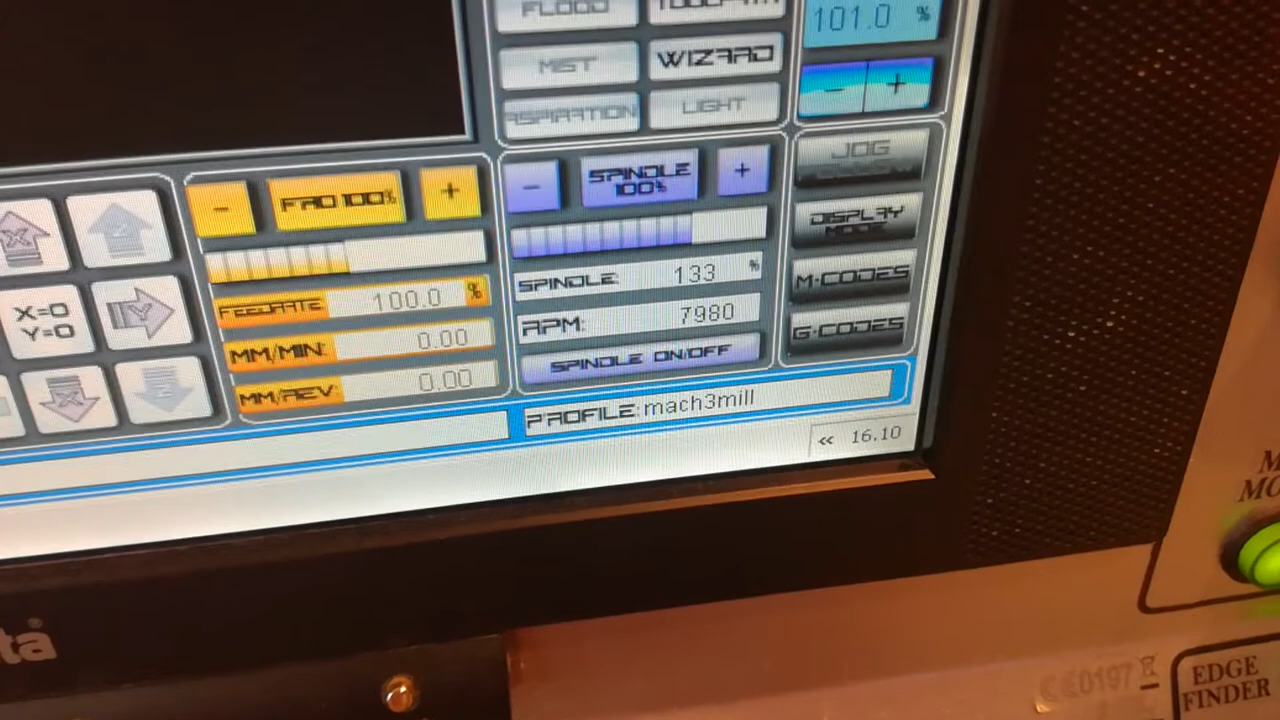 FLOOD
101.0 %
MIST
WIZARD
- +
ASPIRATION
LIGHT
- FRO 100% +
- SPINDLE 100% +
JOG
DISPLAY MODE
M-CODES
G-CODES
X
Z
X=0
Y=0
Y
X
Z
FEEDRATE 100.0 %
MM/MIN: 0.00
MM/REV: 0.00
SPINDLE: 133 %
RPM: 7980
SPINDLE ON/OFF
PROFILE: mach3mill
« 16.10
ta®
CE0197
EDGE
FINDER